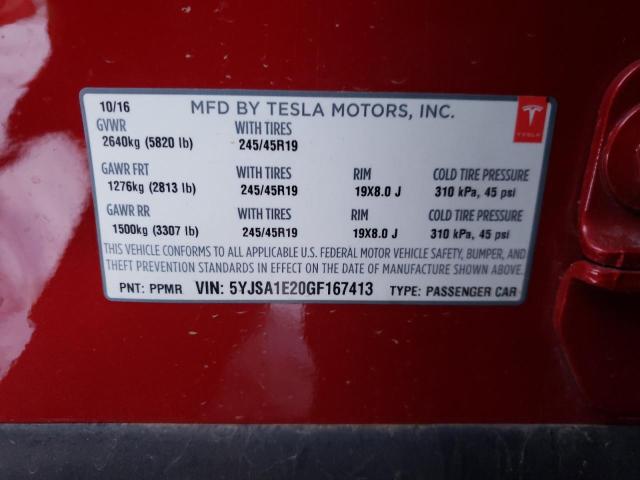 10/16 MFD BY TESLA MOTORS, INC.
GVWR WITH TIRES
2640kg (5820 lb) 245/45R19
TESLA
GAWR FRT WITH TIRES RIM COLD TIRE PRESSURE
1276kg (2813 lb) 245/45R19 19X8.0 J 310 kPa, 45 psi
GAWR RR WITH TIRES RIM COLD TIRE PRESSURE
1500kg (3307 lb) 245/45R19 19X8.0 J 310 kPa, 45 psi
THIS VEHICLE CONFORMS TO ALL APPLICABLE U.S. FEDERAL MOTOR VEHICLE SAFETY, BUMPER, AND
THEFT PREVENTION STANDARDS IN EFFECT ON THE DATE OF MANUFACTURE SHOWN ABOVE.
PNT: PPMR VIN: 5YJSA1E20GF167413 TYPE: PASSENGER CAR